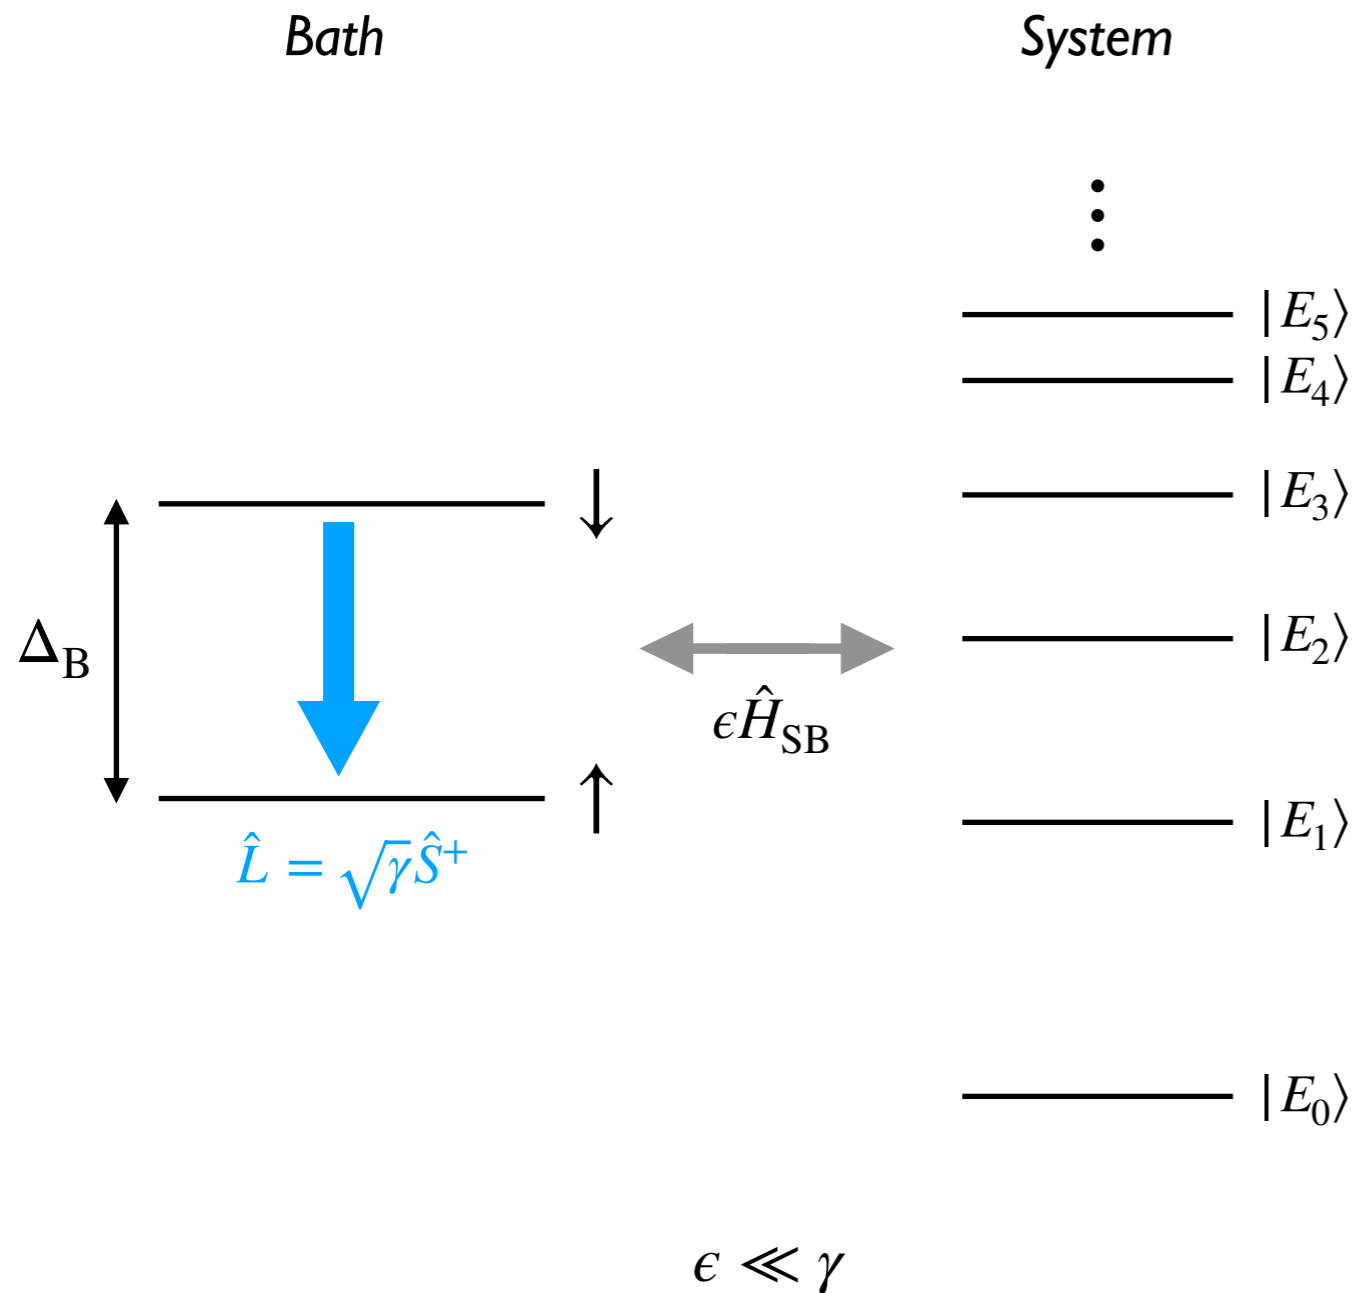 Bath
System
⋮
|E₅⟩
|E₄⟩
↓
|E₃⟩
Δ_B
ϵĤ_SB
|E₂⟩
↑
|E₁⟩
L̂ = √γ Ŝ⁺
|E₀⟩
ϵ ≪ γ